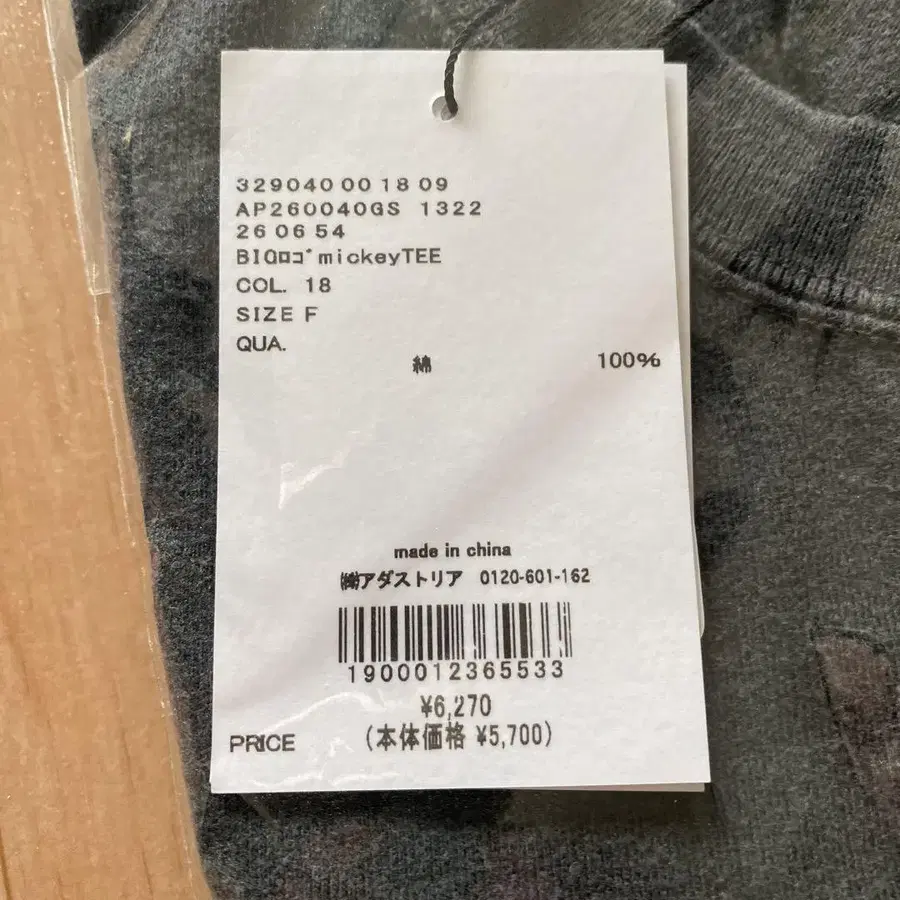 329040 00 18 09
AP260040GS 1322
26 06 54
BIGロゴmickeyTEE
COL. 18
SIZE F
QUA.
綿 100%
made in china
㈱アダストリア 0120-601-162
1900012365533
¥6,270
PRICE (本体価格 ¥5,700)